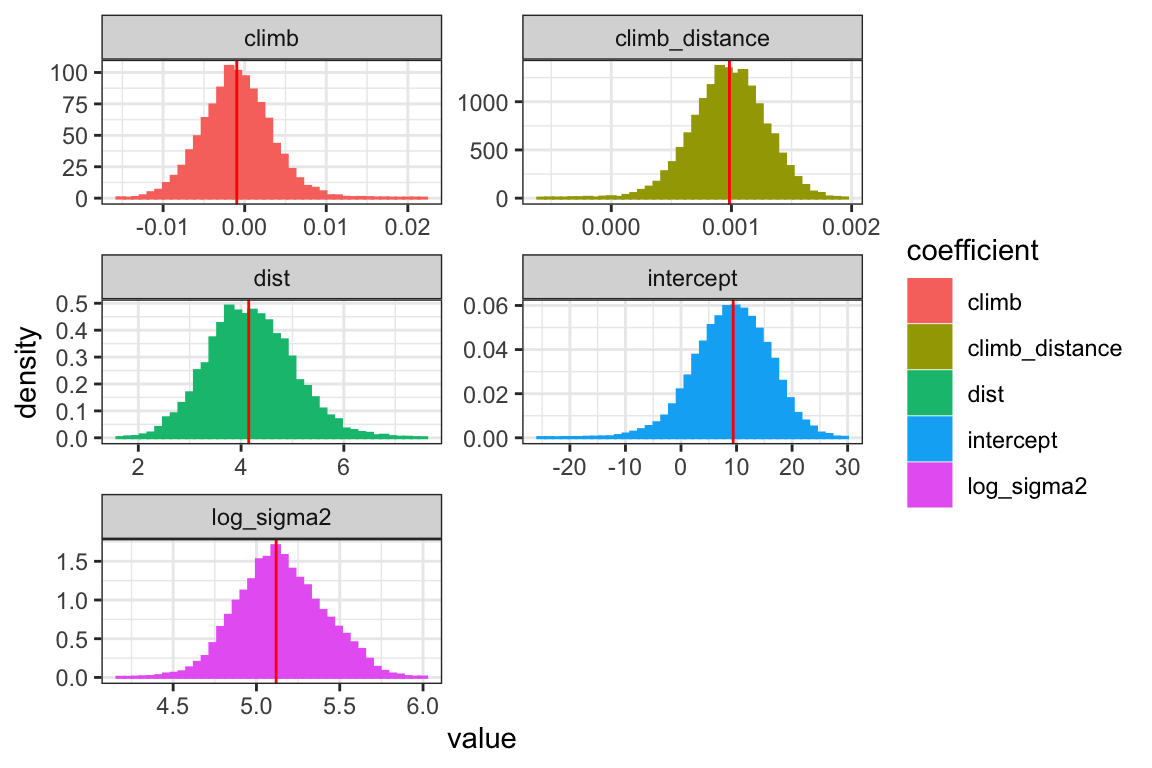 climb
100
75
50
25
0
-0.01 0.00 0.01 0.02
climb_distance
1000
500
0
0.000 0.001 0.002
dist
0.5
0.4
0.3
0.2
0.1
0.0
2 4 6
intercept
0.06
0.04
0.02
0.00
-20 -10 0 10 20 30
log_sigma2
1.5
1.0
0.5
0.0
4.5 5.0 5.5 6.0
density
value
coefficient
climb
climb_distance
dist
intercept
log_sigma2